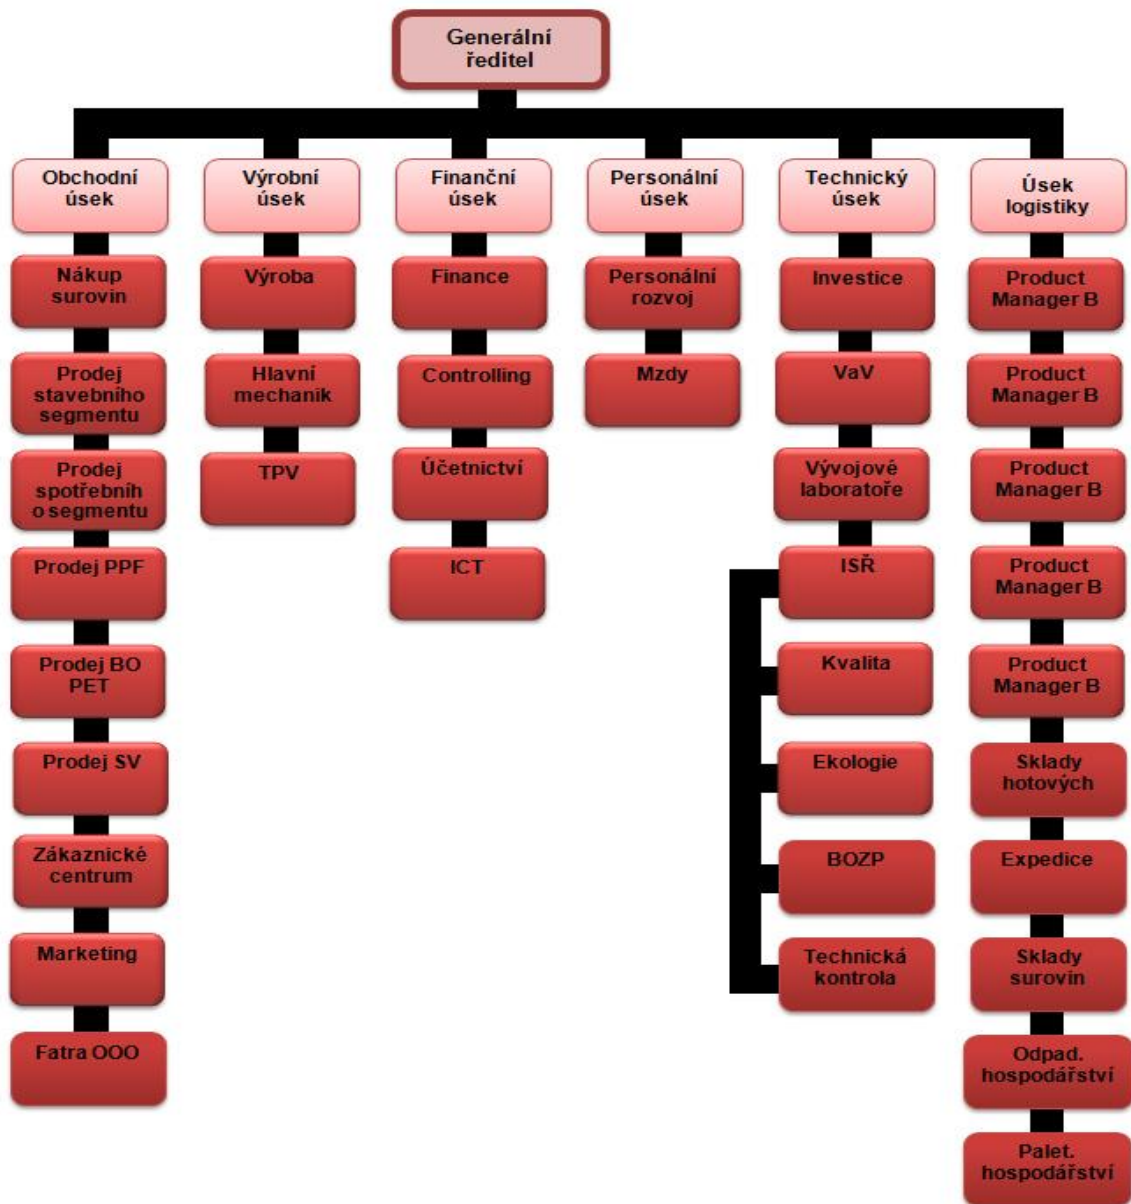 Generální
ředitel
Obchodní
úsek
Nákup
surovin
Prodej
stavebního
segmentu
Prodej
spotřebníh
o segmentu
Prodej PPF
Prodej BO
PET
Prodej SV
Zákaznické
centrum
Marketing
Fatra OOO
Výrobní
úsek
Výroba
Hlavní
mechanik
TPV
Finanční
úsek
Finance
Controlling
Účetnictví
ICT
Personální
úsek
Personální
rozvoj
Mzdy
Technický
úsek
Investice
VaV
Vývojové
laboratoře
ISŘ
Kvalita
Ekologie
BOZP
Technická
kontrola
Úsek
logistiky
Product
Manager B
Product
Manager B
Product
Manager B
Product
Manager B
Product
Manager B
Sklady
hotových
Expedice
Sklady
surovin
Odpad.
hospodářství
Palet.
hospodářství